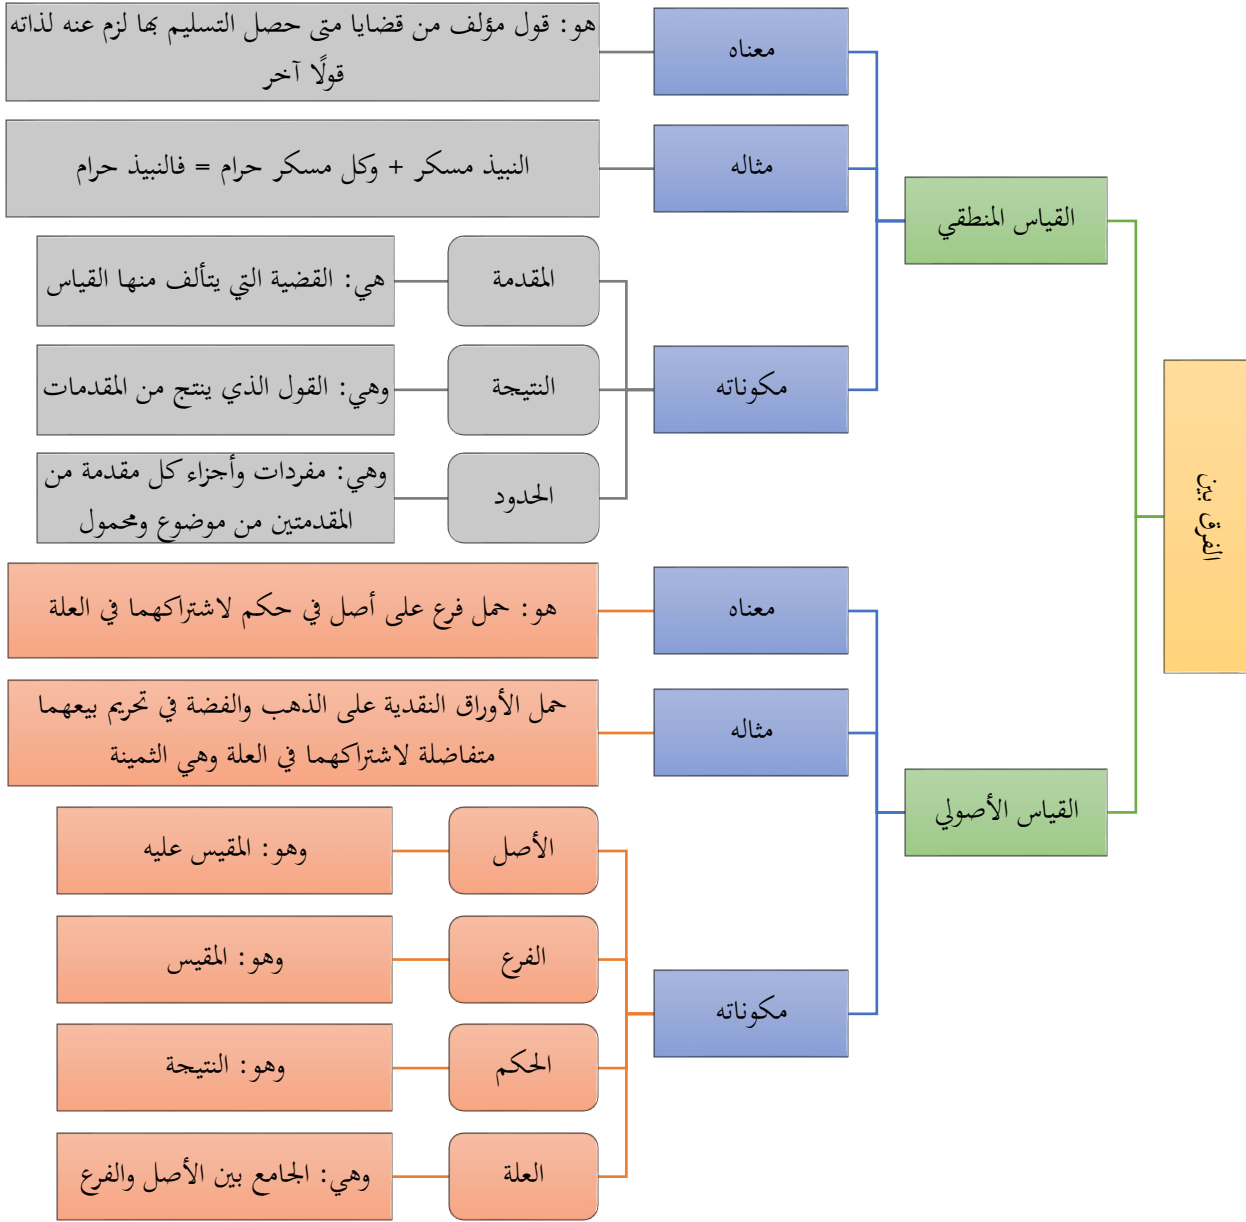 الفرق بين
القياس المنطقي
معناه
هو: قول مؤلف من قضايا متى حصل التسليم بها لزم عنه لذاته
قولًا آخر
مثاله
النبيذ مسكر + وكل مسكر حرام = فالنبيذ حرام
مكوناته
المقدمة
هي: القضية التي يتألف منها القياس
النتيجة
وهي: القول الذي ينتج من المقدمات
الحدود
وهي: مفردات وأجزاء كل مقدمة من
المقدمتين من موضوع ومحمول
القياس الأصولي
معناه
هو: حمل فرع على أصل في حكم لاشتراكهما في العلة
مثاله
حمل الأوراق النقدية على الذهب والفضة في تحريم بيعهما
متفاضلة لاشتراكهما في العلة وهي الثمينة
مكوناته
الأصل
وهو: المقيس عليه
الفرع
وهو: المقيس
الحكم
وهو: النتيجة
العلة
وهي: الجامع بين الأصل والفرع